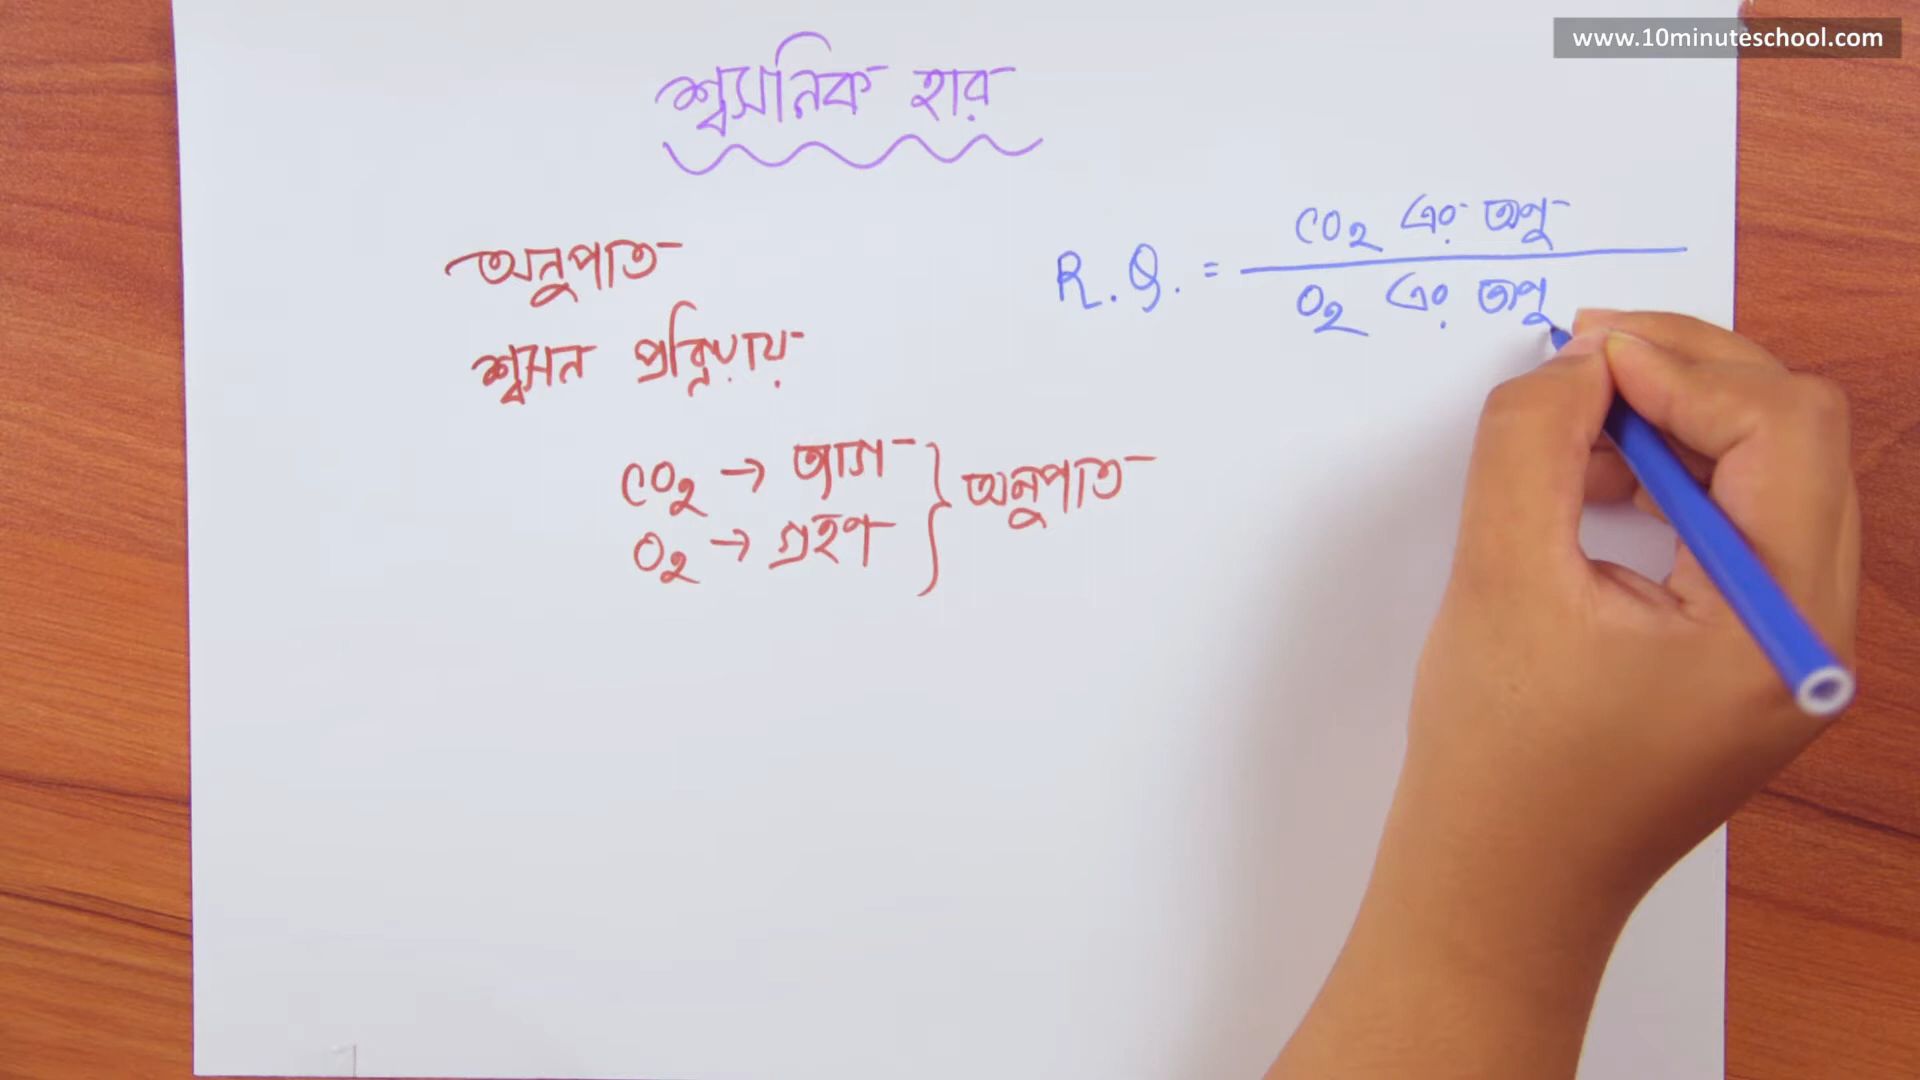 www.10minuteschool.com
শ্বসনিক হার
অনুপাত
শ্বসন প্রক্রিয়ায়
CO₂ → ত্যাগ
O₂ → গ্রহণ
} অনুপাত
R.Q. = CO₂ এর অণু
O₂ এর অণু